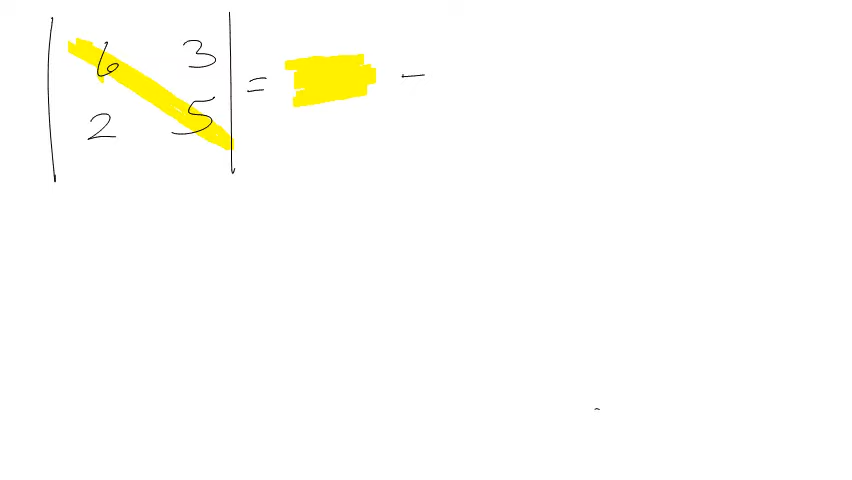 | 6 3 | = −
| 2 5 |